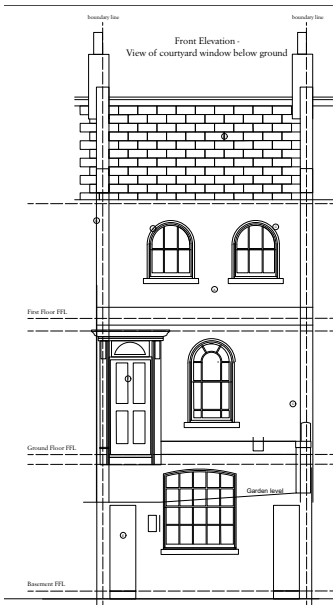 boundary line
boundary line
Front Elevation -
View of courtyard window below ground
First Floor FFL
Ground Floor FFL
Garden level
Basement FFL